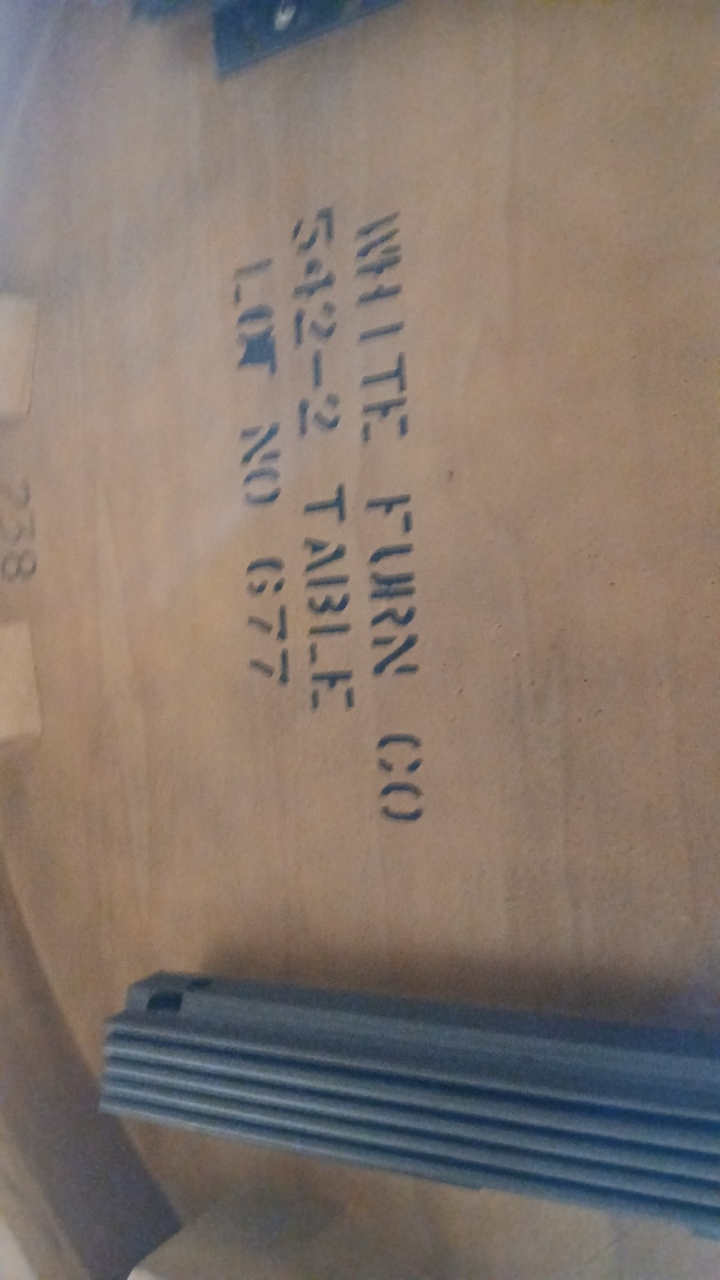 WHITE FURN CO
542-2 TABLE
LOT NO 677
238